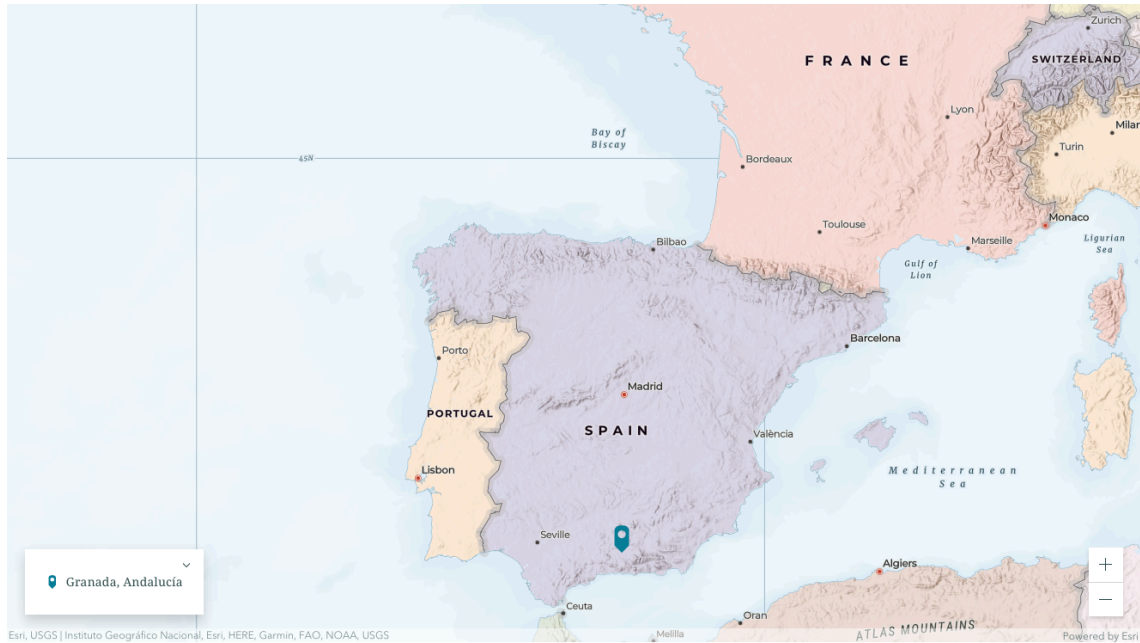 Zurich
FRANCE
SWITZERLAND
Lyon
Milan
Bay of
Biscay
Turin
45N
Bordeaux
Monaco
Toulouse
Bilbao
Marseille
Ligurian
Sea
Gulf of
Lion
Barcelona
Porto
Madrid
PORTUGAL
SPAIN
València
Lisbon
Mediterranean
Sea
Seville
Algiers
Granada, Andalucía
Ceuta
Oran
ATLAS MOUNTAINS
Melilla
Esri, USGS | Instituto Geográfico Nacional, Esri, HERE, Garmin, FAO, NOAA, USGS
Powered by Esri